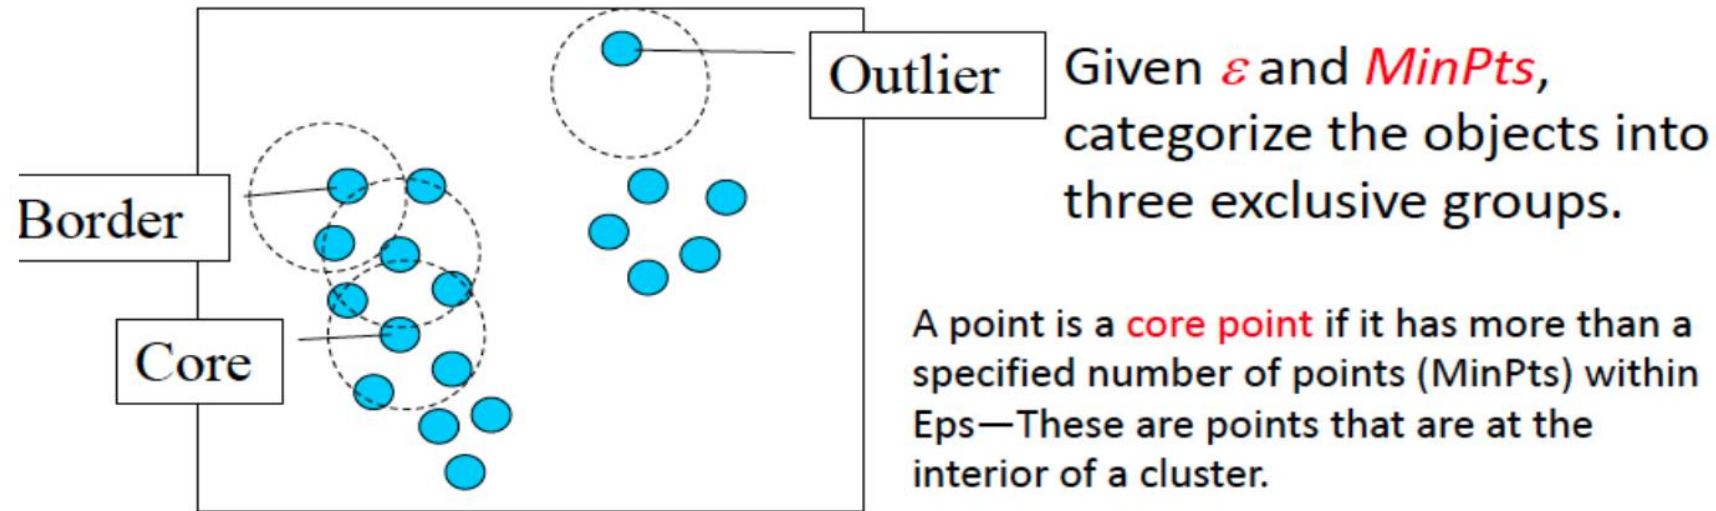 Outlier
Border
Core
Given ε and MinPts,
categorize the objects into
three exclusive groups.
A point is a core point if it has more than a
specified number of points (MinPts) within
Eps—These are points that are at the
interior of a cluster.